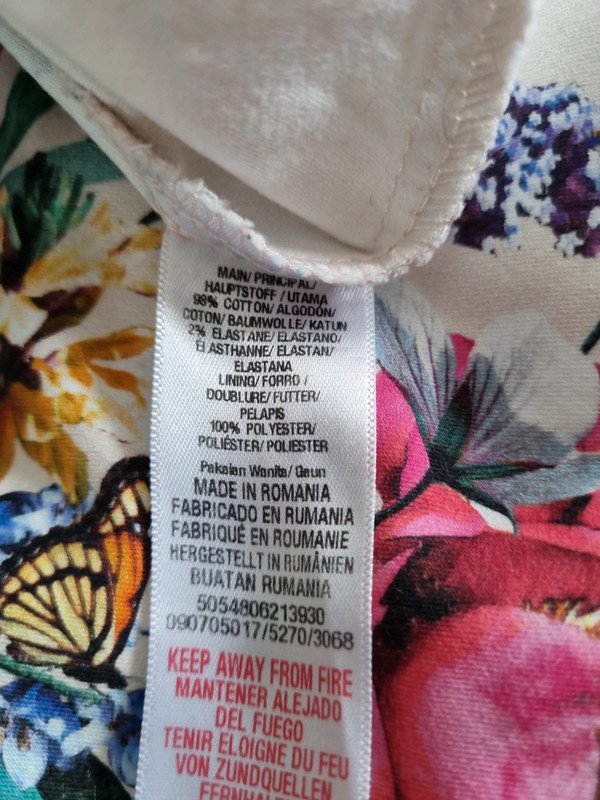 MAIN/ PRINCIPAL/
HAUPTSTOFF / UTAMA
98% COTTON/ ALGODÓN/
COTON/ BAUMWOLLE/ KATUN
2% ELASTANE/ ELASTANO/
ELASTHANNE/ ELASTAN/
ELASTANA
LINING/ FORRO /
DOUBLURE/ FUTTER/
PELAPIS
100% POLYESTER/
POLIÉSTER/ POLIESTER
Pakaian Wanita/ Gaun
MADE IN ROMANIA
FABRICADO EN RUMANIA
FABRIQUÉ EN ROUMANIE
HERGESTELLT IN RUMÄNIEN
BUATAN RUMANIA
5054806213930
090705017/5270/3068
KEEP AWAY FROM FIRE
MANTENER ALEJADO
DEL FUEGO
TENIR ELOIGNE DU FEU
VON ZUNDQUELLEN